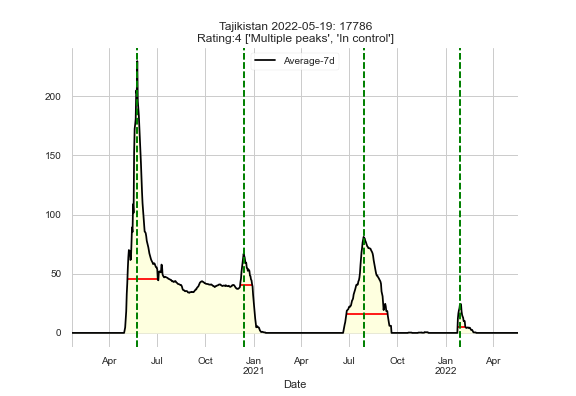 Tajikistan 2022-05-19: 17786
Rating:4 ['Multiple peaks', 'In control']
Average-7d
200
150
100
50
0
Apr Jul Oct Jan Apr Jul Oct Jan Apr
2021 2022
Date